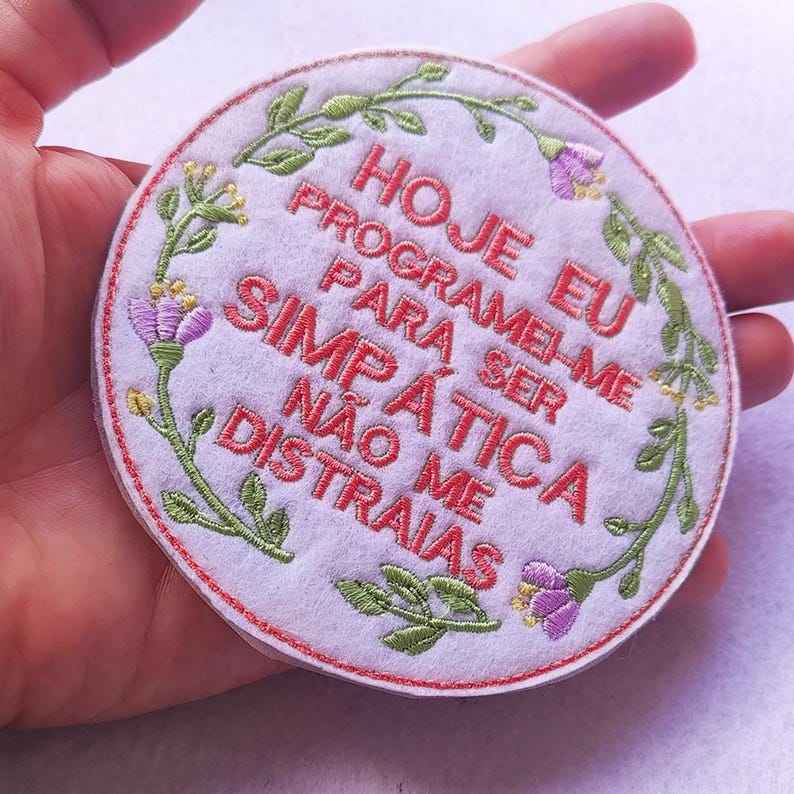 HOJE EU
PROGRAMEI-ME
PARA SER
SIMPÁTICA
NÃO ME
DISTRAIAS